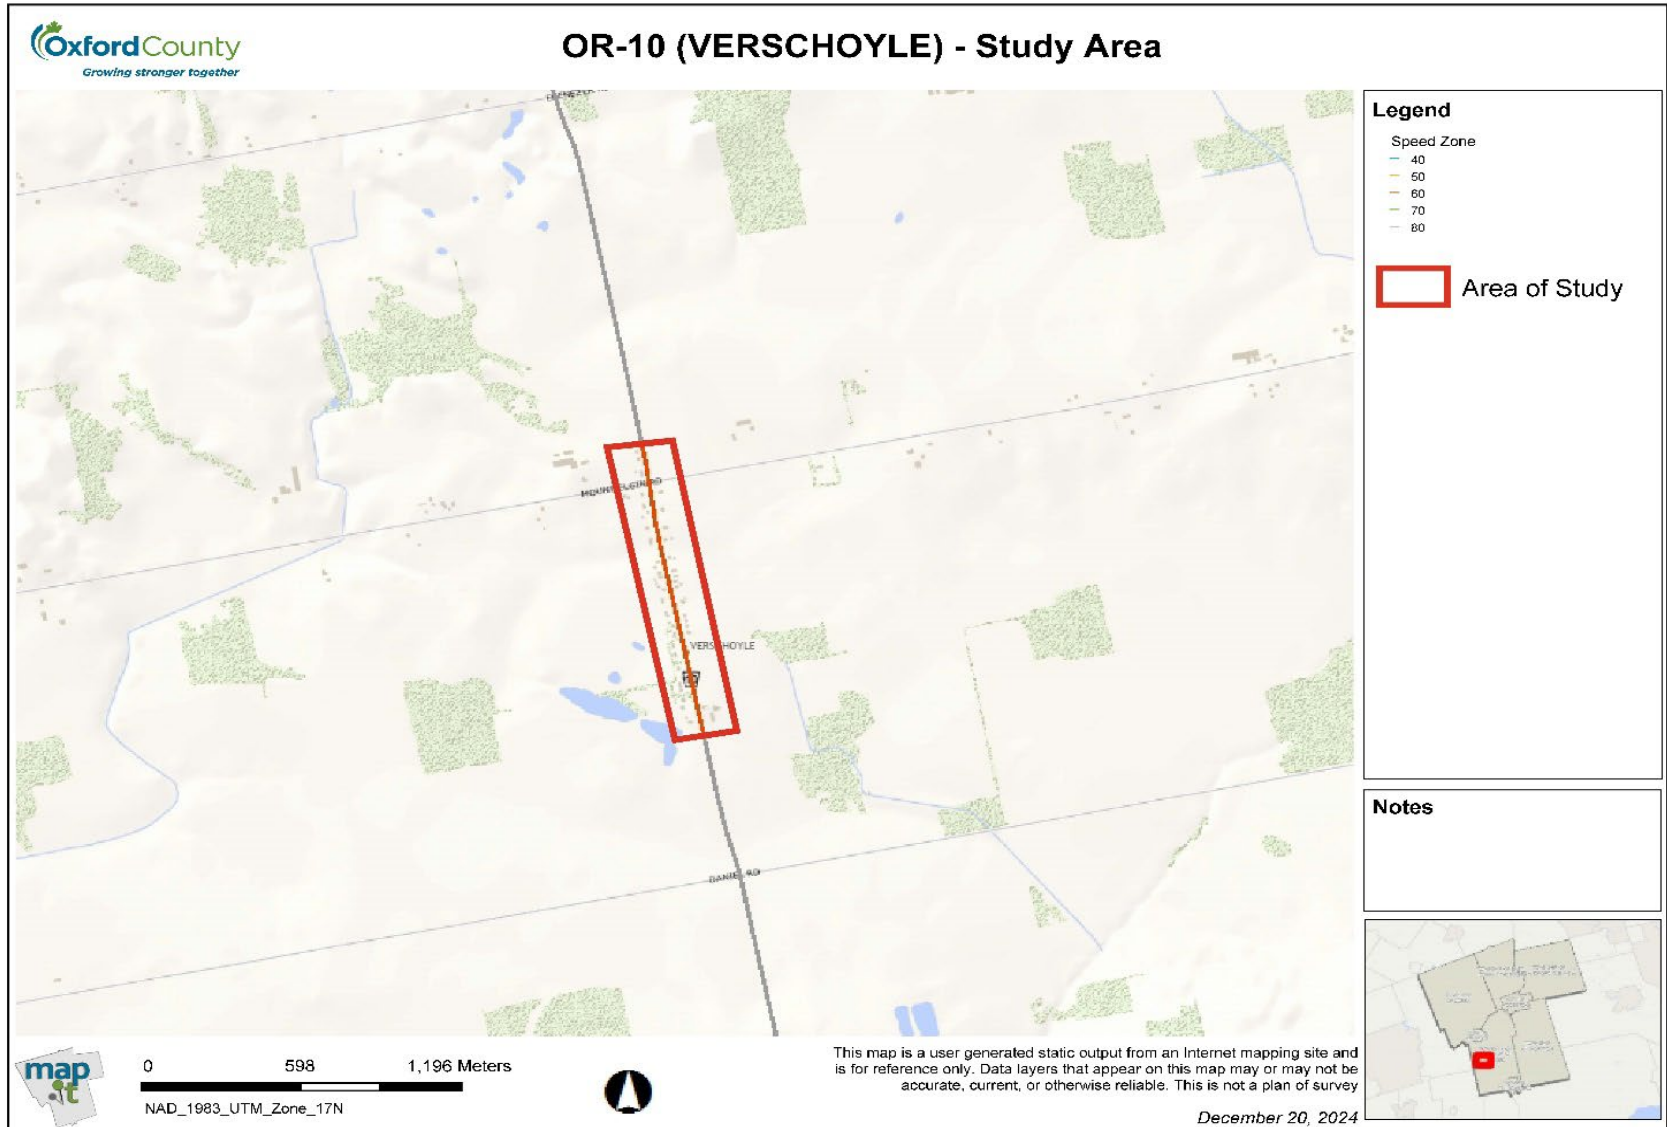 OxfordCounty
Growing stronger together
OR-10 (VERSCHOYLE) - Study Area
Legend
Speed Zone
40
50
60
70
80
Area of Study
VERSCHOYLE
DANIEL RD
Notes
map
it
0 598 1,196 Meters
NAD_1983_UTM_Zone_17N
This map is a user generated static output from an Internet mapping site and
is for reference only. Data layers that appear on this map may or may not be
accurate, current, or otherwise reliable. This is not a plan of survey
December 20, 2024